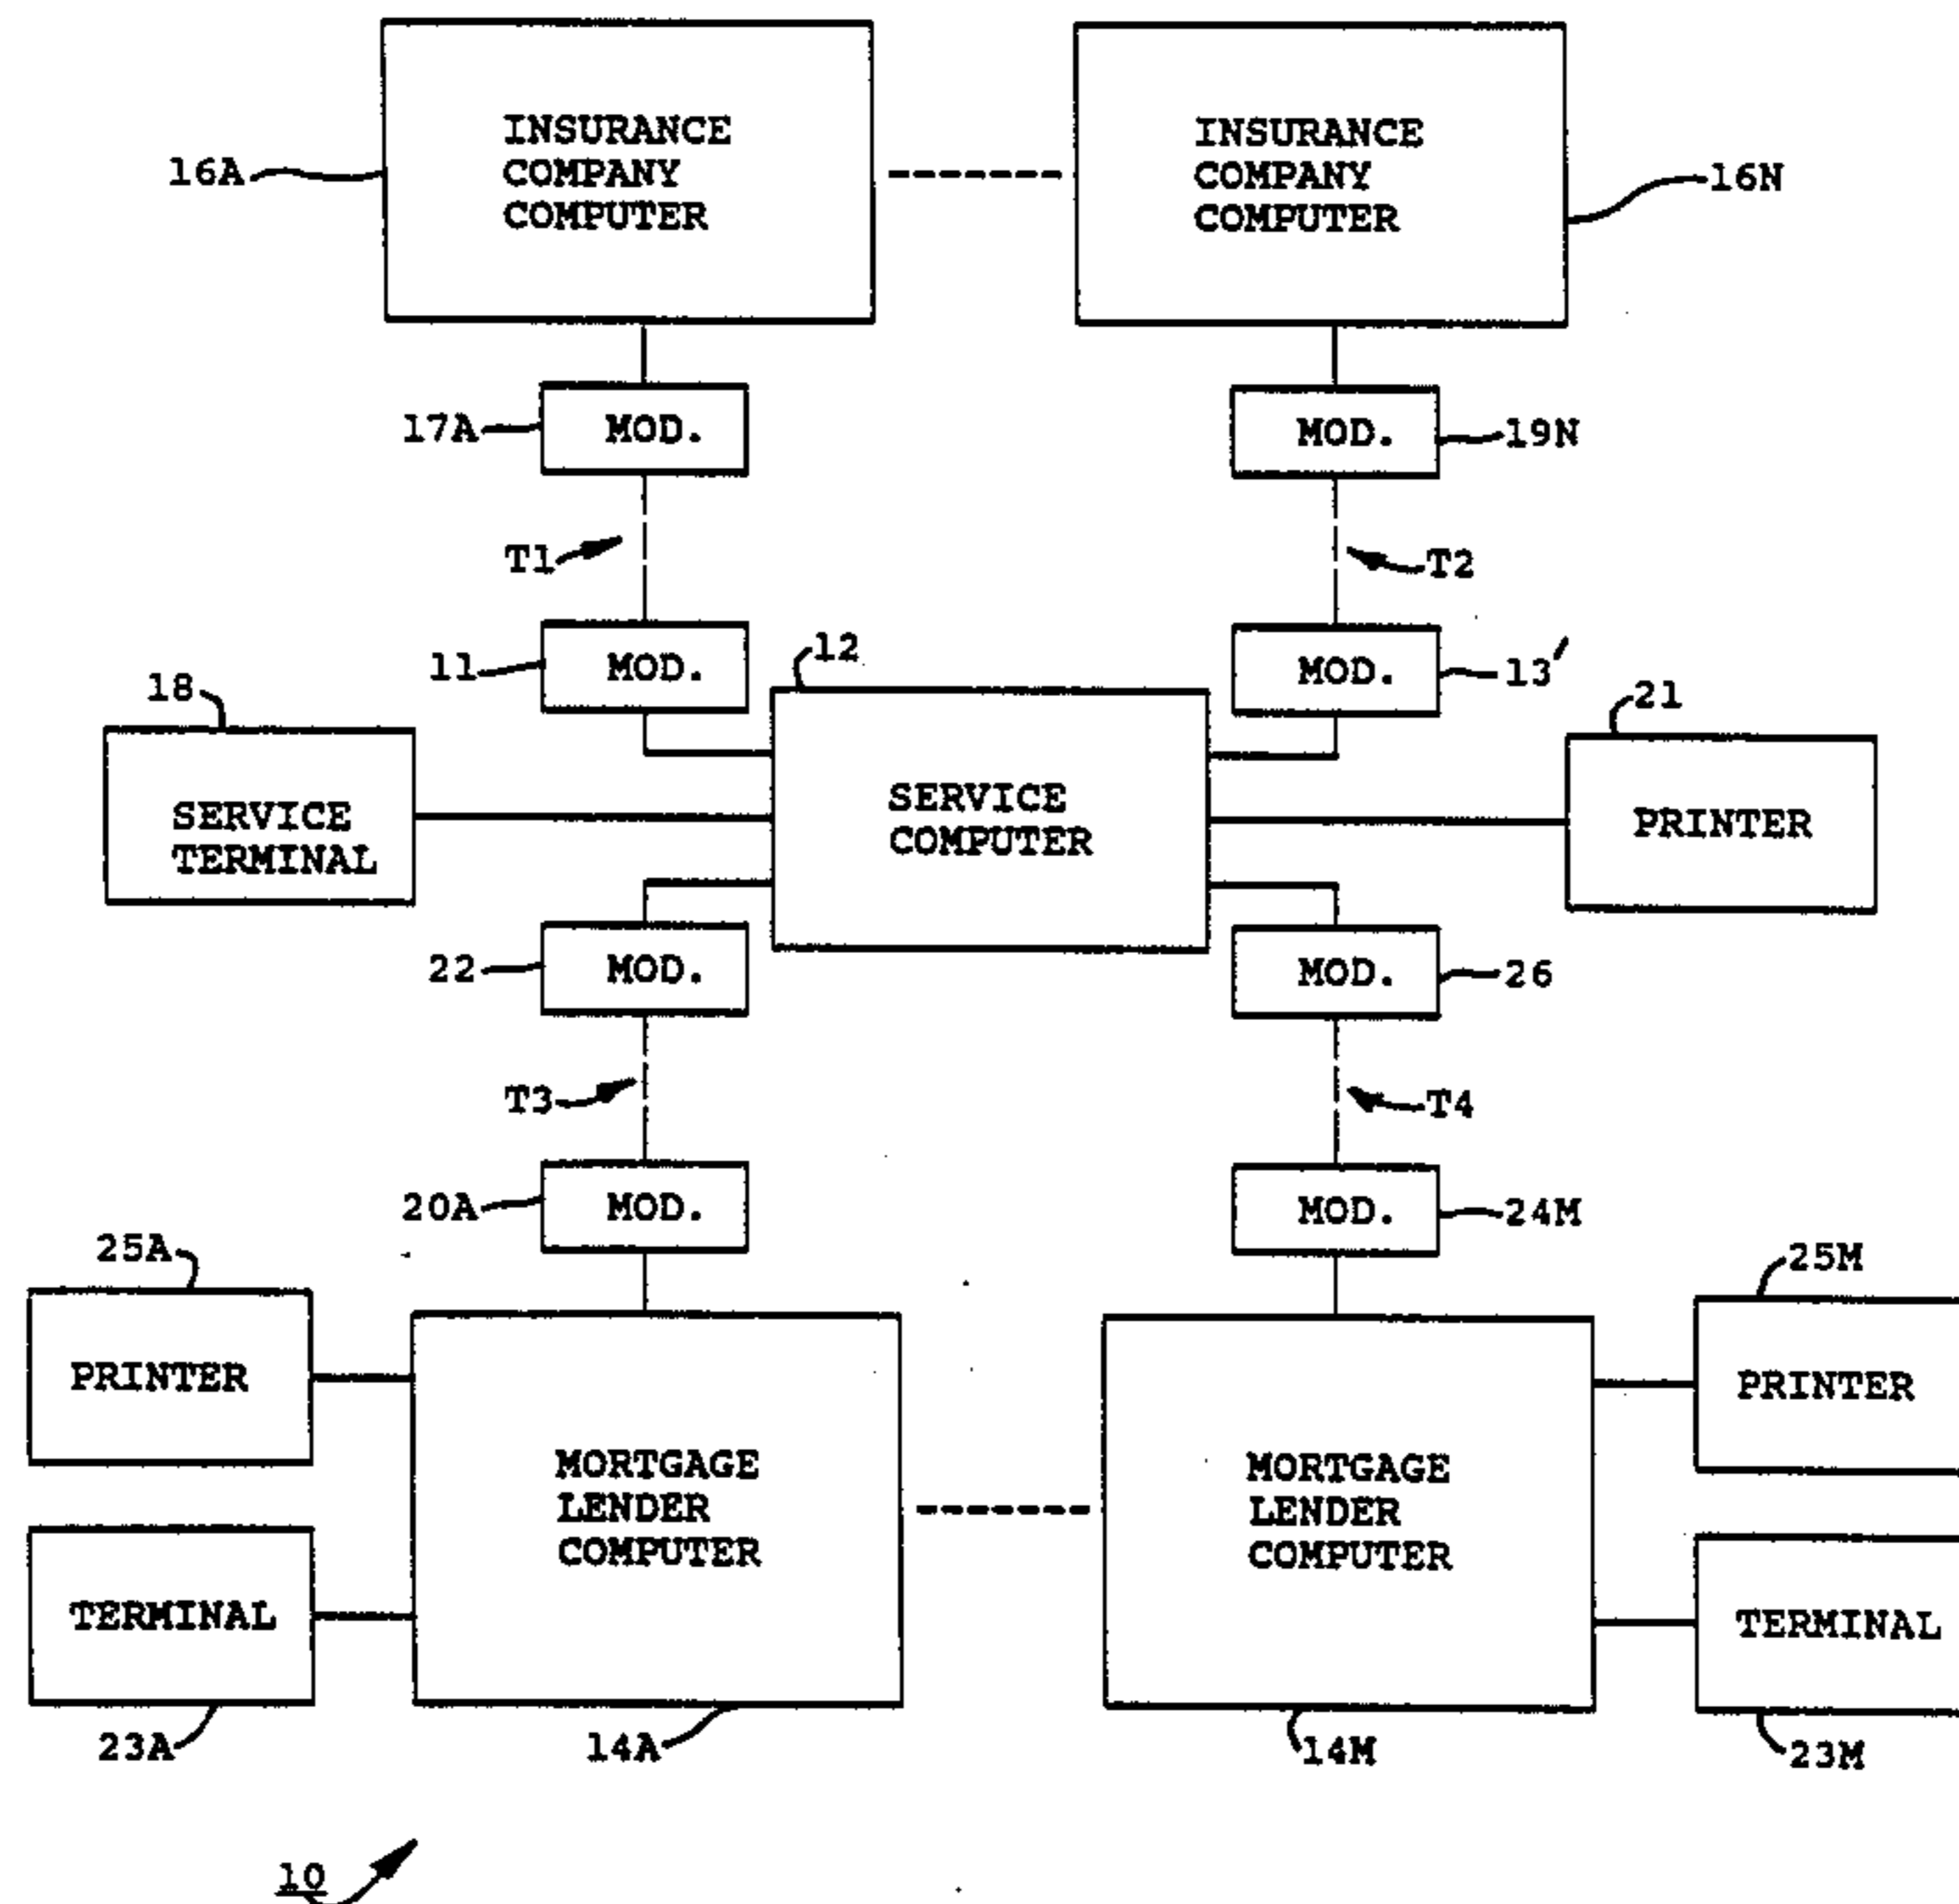 INSURANCE
COMPANY
COMPUTER
INSURANCE
COMPANY
COMPUTER
16A
16N
17A
MOD.
MOD.
19N
T1
T2
11
MOD.
12
MOD.
13'
18
21
SERVICE
TERMINAL
SERVICE
COMPUTER
PRINTER
22
MOD.
MOD.
26
T3
T4
20A
MOD.
MOD.
24M
25A
25M
PRINTER
PRINTER
MORTGAGE
LENDER
COMPUTER
MORTGAGE
LENDER
COMPUTER
TERMINAL
TERMINAL
23A
14A
14M
23M
10